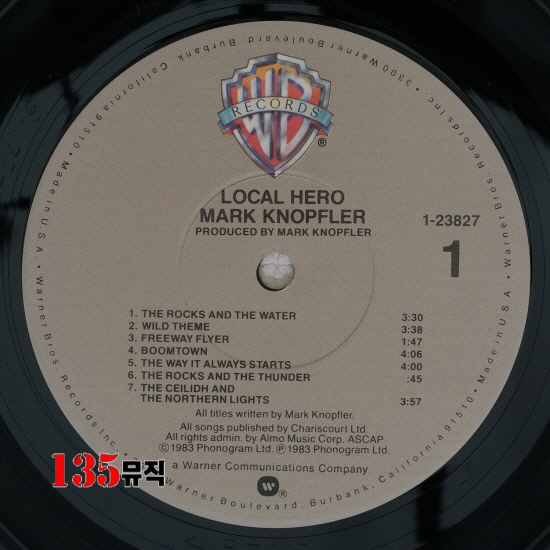 3300 Warner Boulevard, Burbank, California 91510 • Made in U.S.A. • Warner Bros. Records Inc. •
WB
RECORDS
®
LOCAL HERO
MARK KNOPFLER
PRODUCED BY MARK KNOPFLER
1-23827
1
1. THE ROCKS AND THE WATER 3:30
2. WILD THEME 3:38
3. FREEWAY FLYER 1:47
4. BOOMTOWN 4:06
5. THE WAY IT ALWAYS STARTS 4:00
6. THE ROCKS AND THE THUNDER :45
7. THE CEILIDH AND
THE NORTHERN LIGHTS 3:57
All titles written by Mark Knopfler.
All songs published by Chariscourt Ltd.
All rights admin. by Almo Music Corp. ASCAP
©1983 Phonogram Ltd. ℗1983 Phonogram Ltd.
a Warner Communications Company
W ®
Warner Boulevard, Burbank, California 91510 • Made in U.S.A. • Warner Bros. Records Inc. •
135뮤직